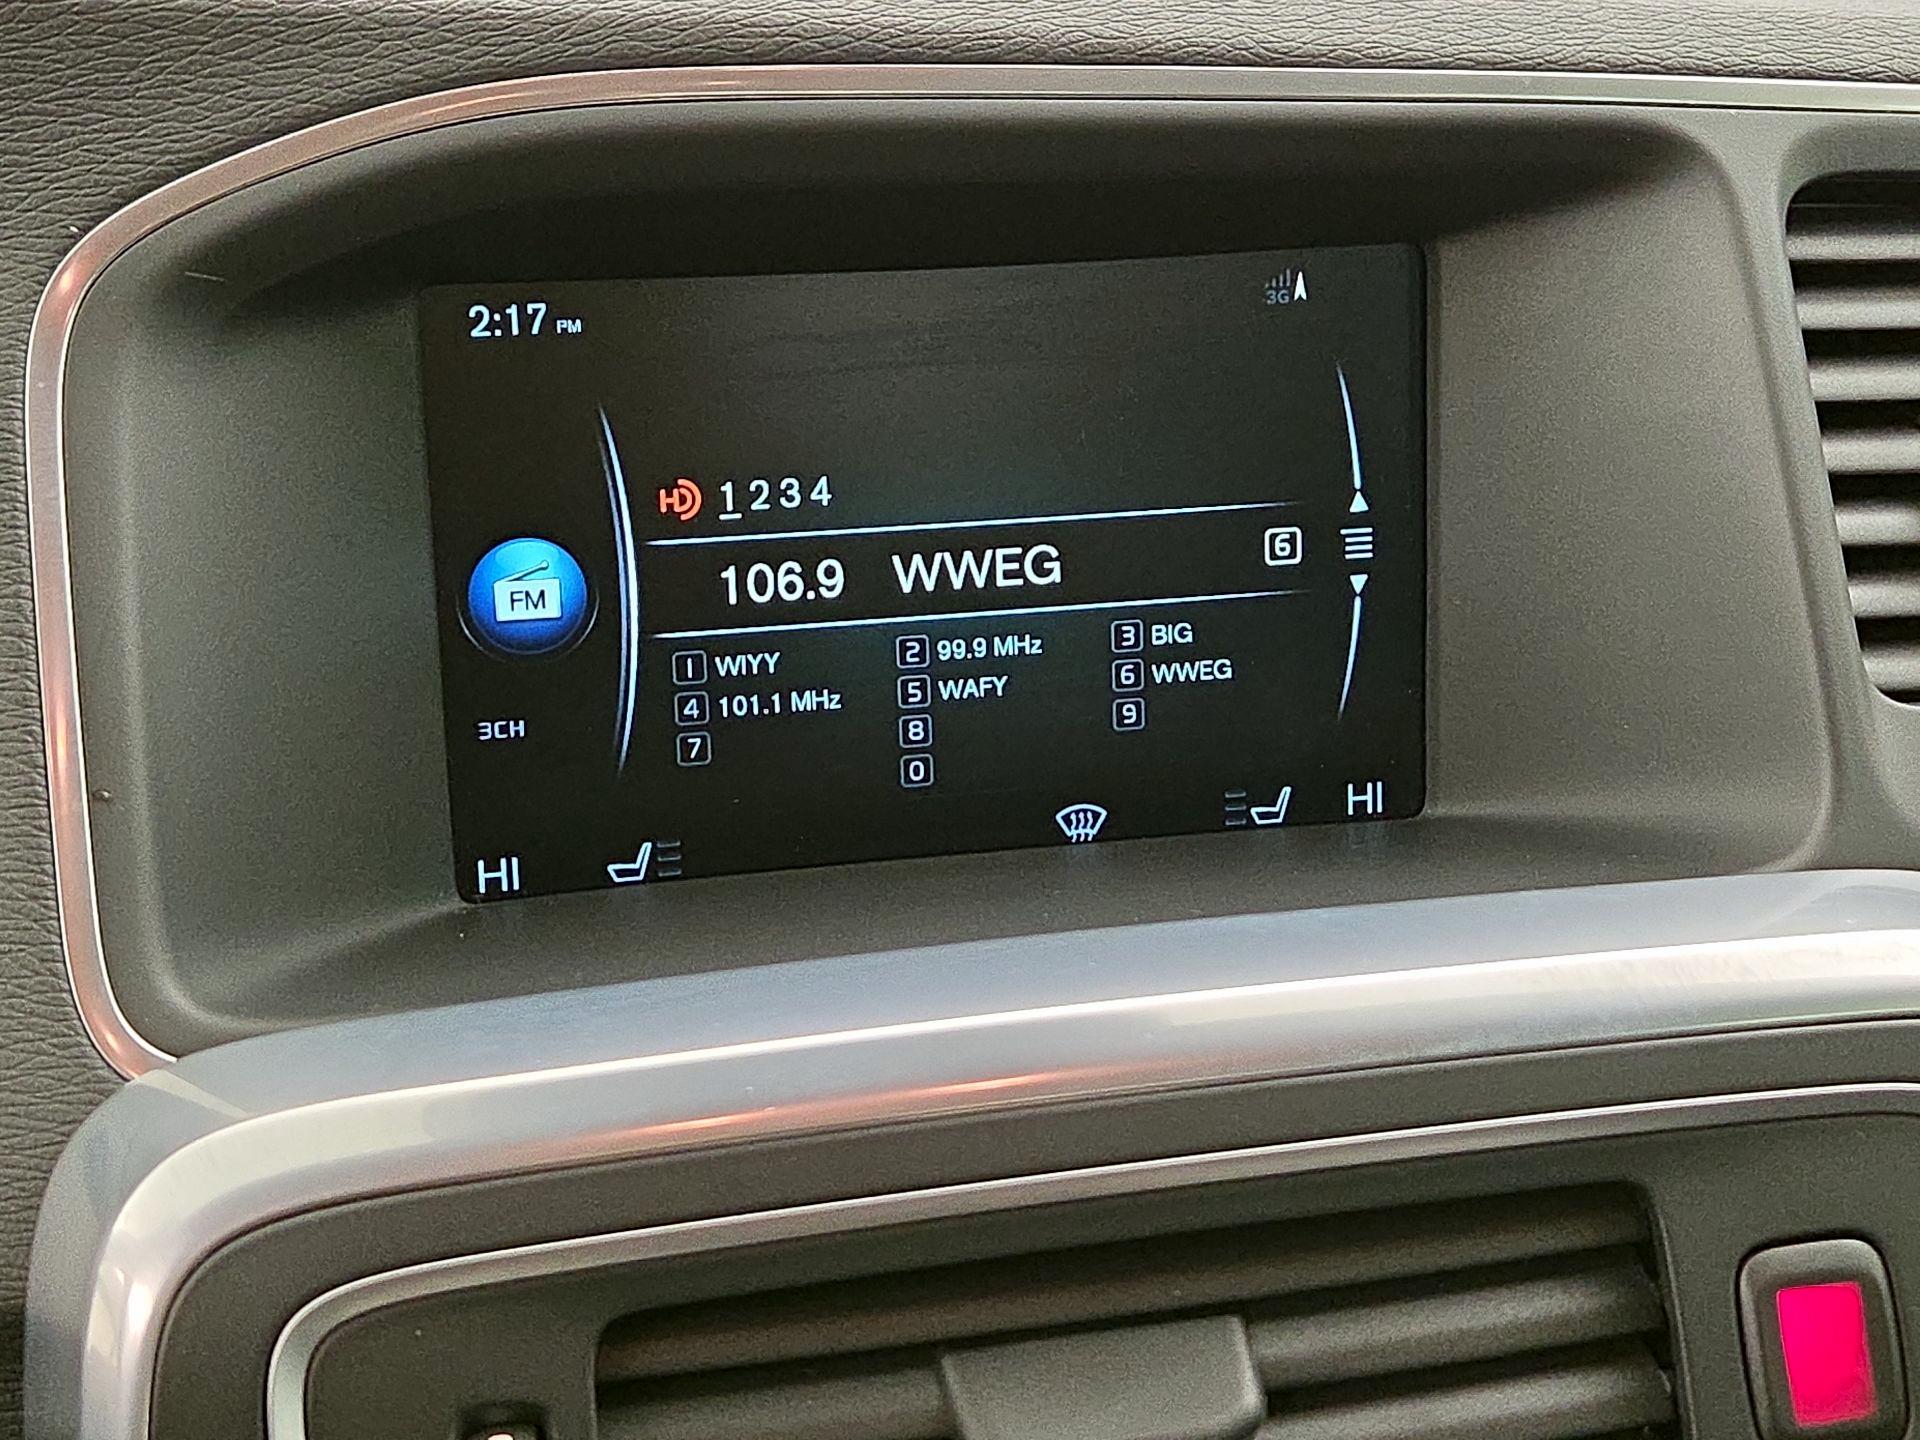 2:17 PM
3G
HD 1 2 3 4
106.9 WWEG 6
FM
1 WIYY 2 99.9 MHz 3 BIG
4 101.1 MHz 5 WAFY 6 WWEG
7 8 9
0
3CH
HI HI